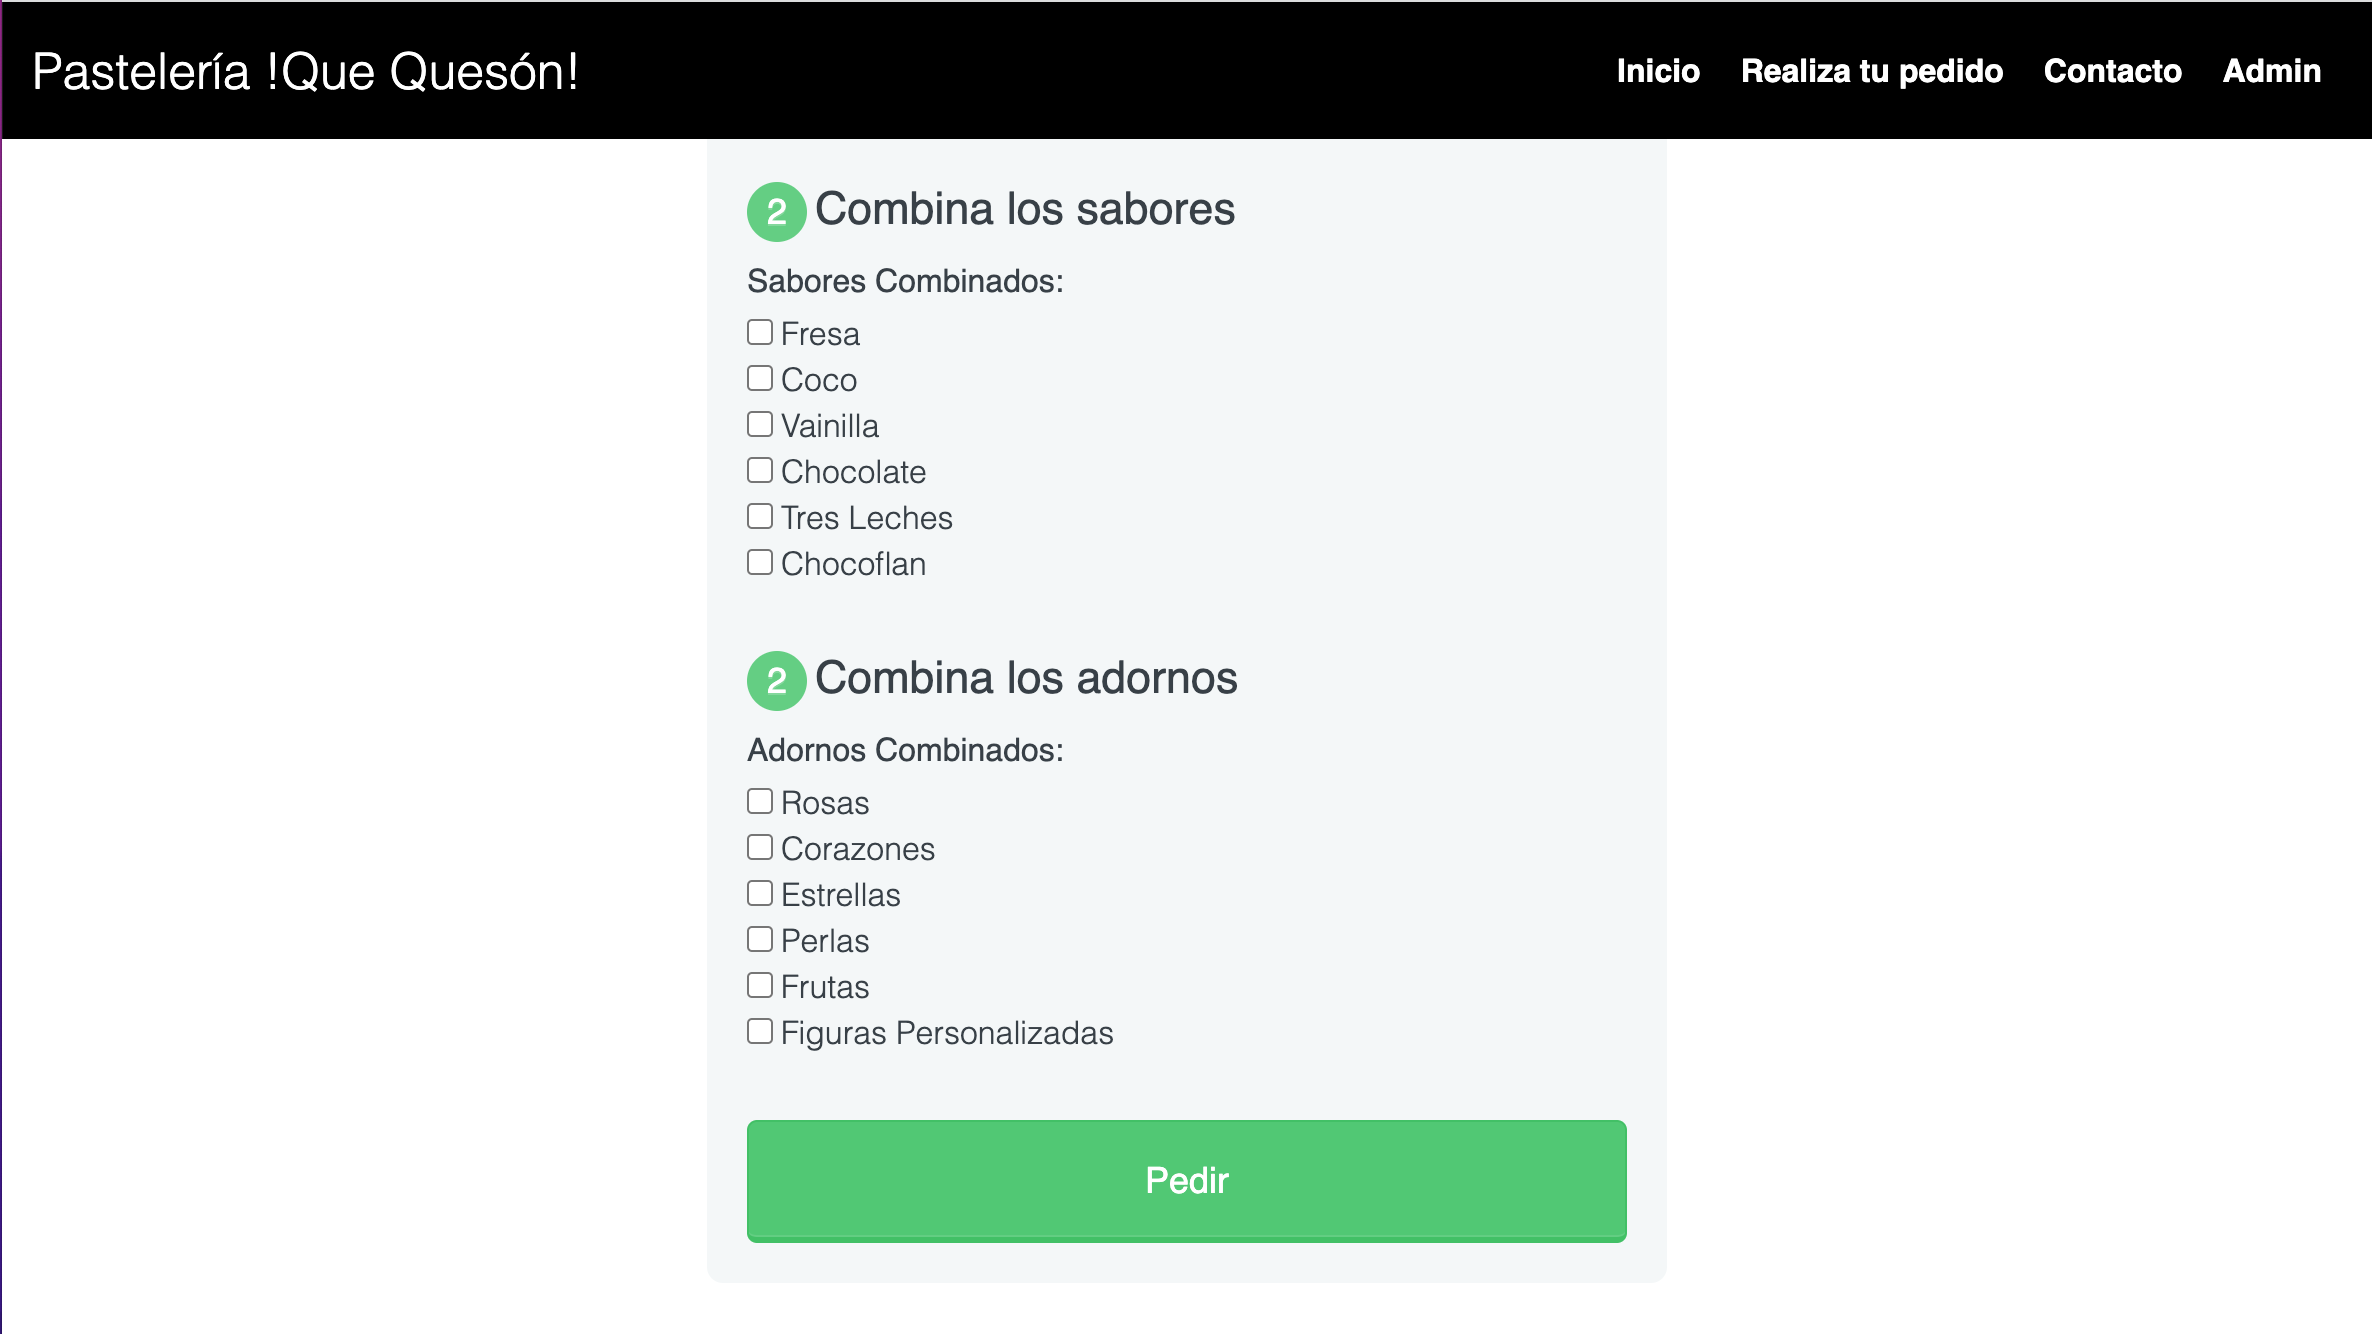 Pastelería !Que Quesón!
Inicio Realiza tu pedido Contacto Admin
2 Combina los sabores
Sabores Combinados:
Fresa
Coco
Vainilla
Chocolate
Tres Leches
Chocoflan
2 Combina los adornos
Adornos Combinados:
Rosas
Corazones
Estrellas
Perlas
Frutas
Figuras Personalizadas
Pedir